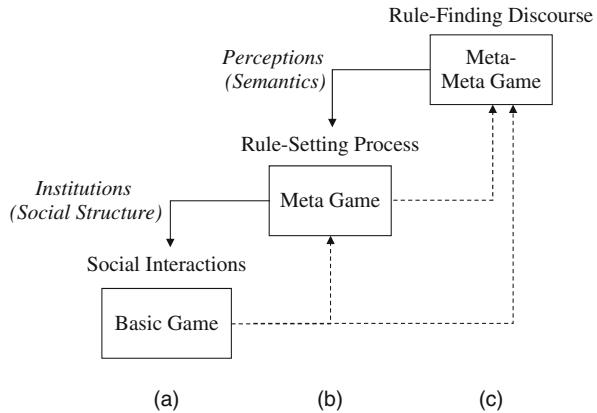 Rule-Finding Discourse
Perceptions
(Semantics)
Meta-
Meta Game
Rule-Setting Process
Institutions
(Social Structure)
Meta Game
Social Interactions
Basic Game
(a)
(b)
(c)